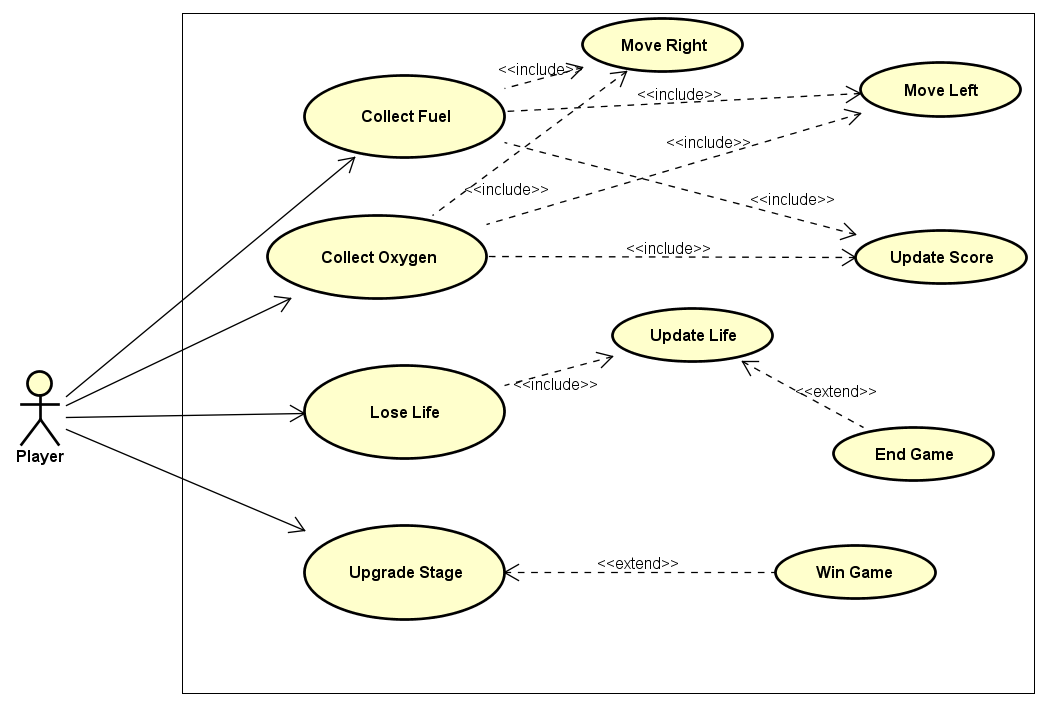 Move Right
<<include>>
Move Left
<<include>>
Collect Fuel
<<include>>
<<include>>
<<include>>
Collect Oxygen
<<include>>
Update Score
Update Life
<<include>>
<<extend>>
Lose Life
End Game
Player
<<extend>>
Upgrade Stage
Win Game